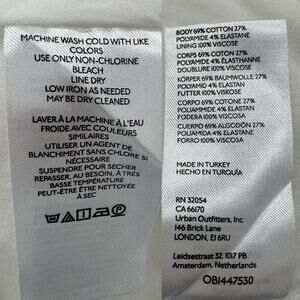 MACHINE WASH COLD WITH LIKE
COLORS
USE ONLY NON-CHLORINE
BLEACH
LINE DRY
LOW IRON AS NEEDED
MAY BE DRY CLEANED
LAVER À LA MACHINE À L'EAU
FROIDE AVEC COULEURS
SIMILAIRES
UTILISER UN AGENT DE
BLANCHIMENT SANS CHLORE SI
NÉCESSAIRE
SUSPENDRE POUR SECHER
REPASSER, AU BESOIN, À TRÈS
BASSE TEMPÉRATURE
PEUT-ÊTRE ÊTRE NETTOYÉE
À SEC
BODY 69% COTTON 27%
POLYAMIDE 4% ELASTANE
LINING 100% VISCOSE
CORPS 69% COTON 27%
POLYAMIDE 4% ÉLASTHANNE
DOUBLURE 100% VISCOSE
KÖRPER 69% BAUMWOLLE 27%
POLYAMID 4% ELASTAN
FUTTER 100% VISKOSE
CORPO 69% COTONE 27%
POLIAMMIDE 4% ELASTANE
FODERA 100% VISCOSA
CUERPO 69% ALGODÓN 27%
POLIAMIDA 4% ELASTANO
FORRO 100% VISCOSA
MADE IN TURKEY
HECHO EN TURQUÍA
RN 32054
CA 66170
Urban Outfitters, Inc.
146 Brick Lane
LONDON, E1 6RU
Leidsestraat 32, 1017 PB
Amsterdam, Netherlands
OB1447530